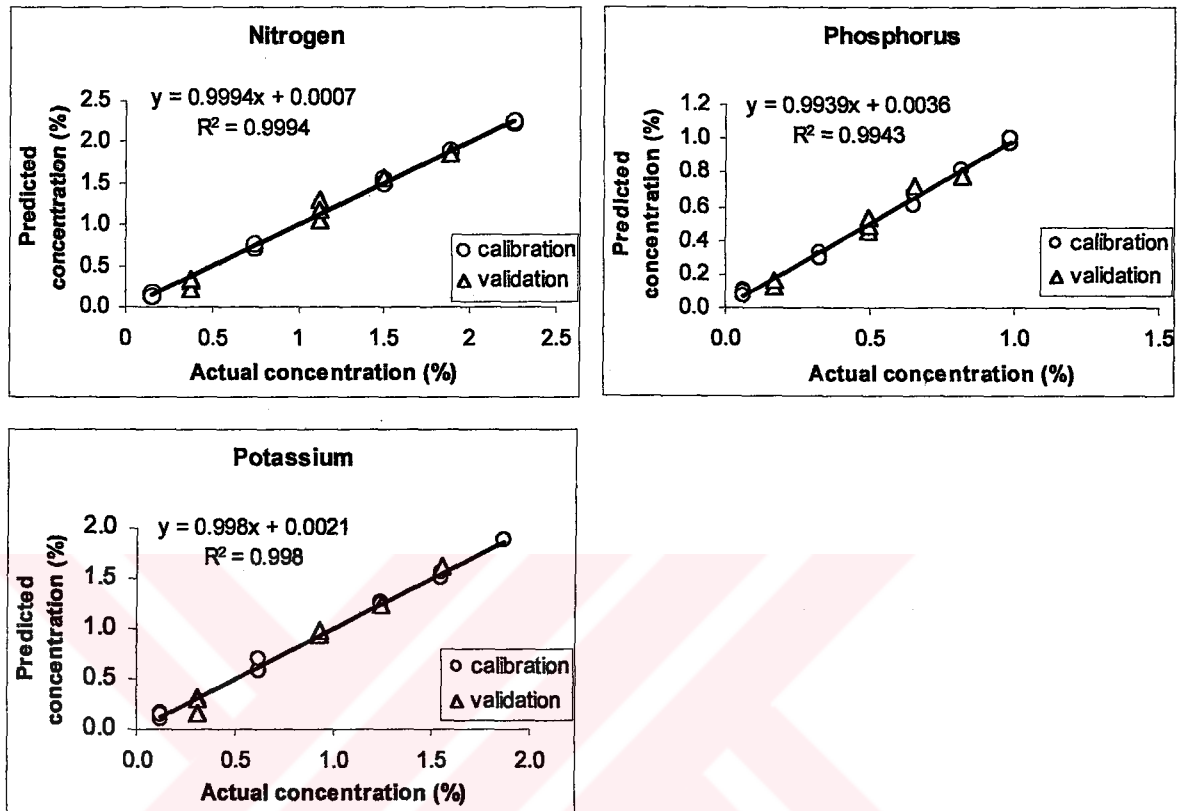 Nitrogen
y = 0.9994x + 0.0007
R² = 0.9994
Predicted
concentration (%)
2.5
2.0
1.5
1.0
0.5
0.0
calibration
validation
0 0.5 1 1.5 2 2.5
Actual concentration (%)
Phosphorus
y = 0.9939x + 0.0036
R² = 0.9943
Predicted
concentration (%)
1.2
1.0
0.8
0.6
0.4
0.2
0.0
calibration
validation
0.0 0.5 1.0 1.5
Actual concentration (%)
Potassium
y = 0.998x + 0.0021
R² = 0.998
Predicted
concentration (%)
2.0
1.5
1.0
0.5
0.0
calibration
validation
0.0 0.5 1.0 1.5 2.0
Actual concentration (%)